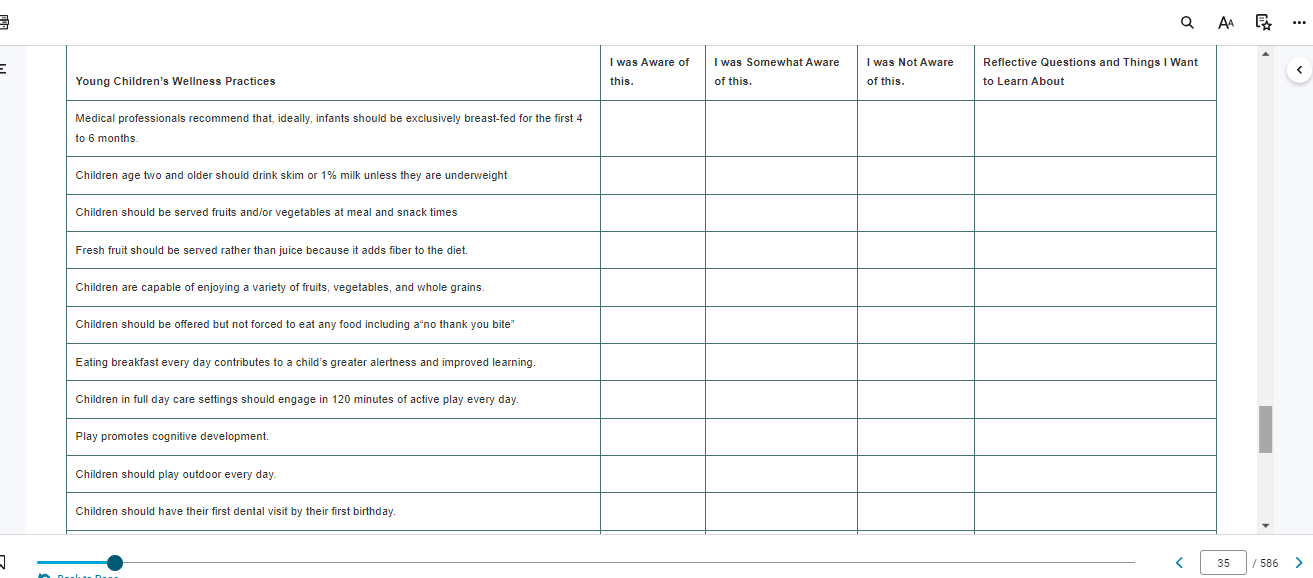 AA
Young Children's Wellness Practices
I was Aware of
this.
I was Somewhat Aware
of this.
I was Not Aware
of this.
Reflective Questions and Things I Want
to Learn About
Medical professionals recommend that, ideally, infants should be exclusively breast-fed for the first 4
to 6 months.
Children age two and older should drink skim or 1% milk unless they are underweight
Children should be served fruits and/or vegetables at meal and snack times
Fresh fruit should be served rather than juice because it adds fiber to the diet.
Children are capable of enjoying a variety of fruits, vegetables, and whole grains.
Children should be offered but not forced to eat any food including a“no thank you bite”
Eating breakfast every day contributes to a child's greater alertness and improved learning.
Children in full day care settings should engage in 120 minutes of active play every day.
Play promotes cognitive development.
Children should play outdoor every day.
Children should have their first dental visit by their first birthday.
35 / 586
Back to Page